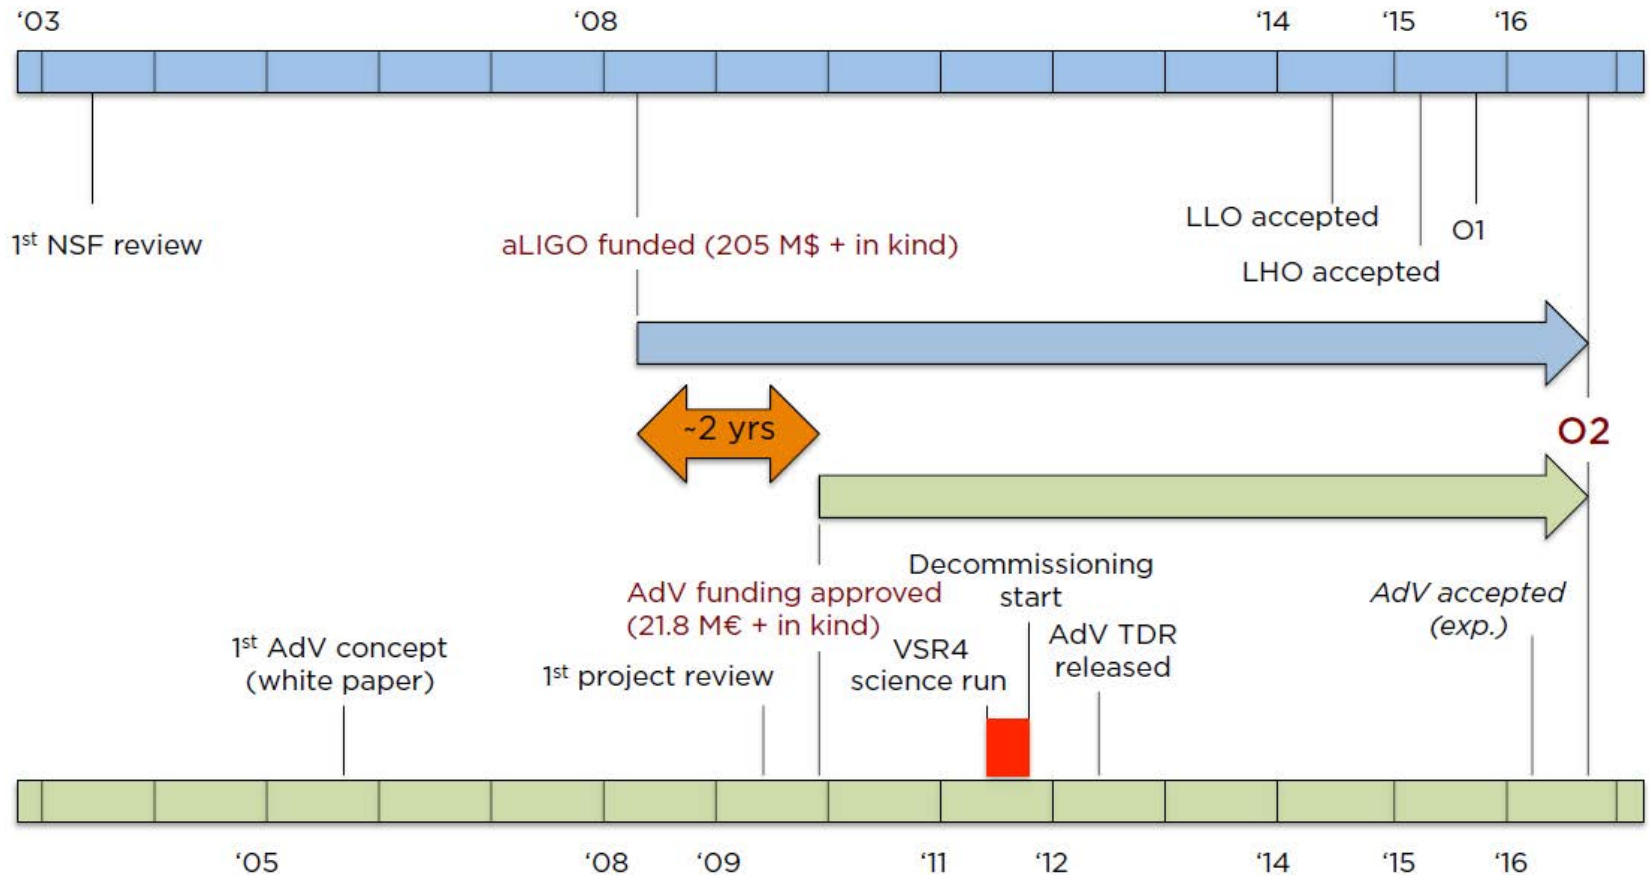 ‘03 ‘08 ‘14 ‘15 ‘16
1st NSF review
aLIGO funded (205 M$ + in kind)
LLO accepted
O1
LHO accepted
~2 yrs
O2
Decommissioning
start
AdV funding approved
(21.8 M€ + in kind)
AdV accepted
(exp.)
1st AdV concept
(white paper)
1st project review
VSR4
science run
AdV TDR
released
‘05 ‘08 ‘09 ‘11 ‘12 ‘14 ‘15 ‘16